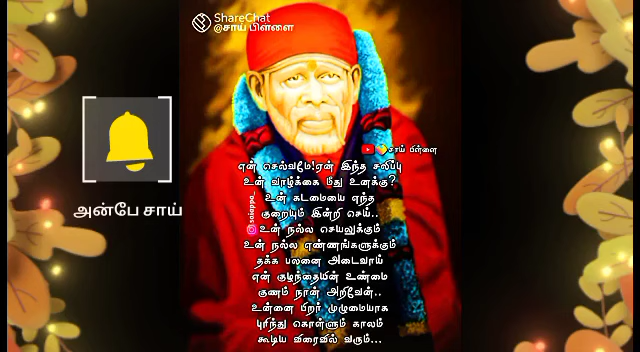 ShareChat
@சாய் பிள்ளை
சாய் பிள்ளை
என் செல்வமே!ஏன் இந்த சலிப்பு
உன் வாழ்க்கை மீது உனக்கு?
உன் கடமையை எந்த
குறையும் இன்றி செய்..
உன் நல்ல செயலுக்கும்
உன் நல்ல எண்ணங்களுக்கும்
தக்க பலனை அடைவாய்
என் குழந்தையின் உண்மை
குணம் நான் அறிவேன்..
உன்னை பிறர் முழுமையாக
புரிந்து கொள்ளும் காலம்
கூடிய விரைவில் வரும்...
அன்பே சாய்